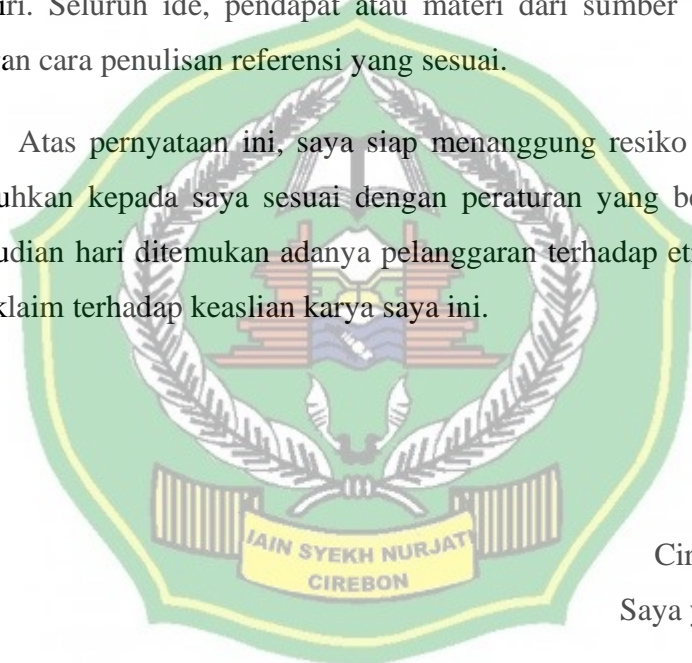 iri. Seluruh ide, pendapat atau materi dari sumber
an cara penulisan referensi yang sesuai.
Atas pernyataan ini, saya siap menanggung resiko
uhkan kepada saya sesuai dengan peraturan yang be
udian hari ditemukan adanya pelanggaran terhadap et
klaim terhadap keaslian karya saya ini.
IAIN SYEKH NURJATI
CIREBON
Cir
Saya y